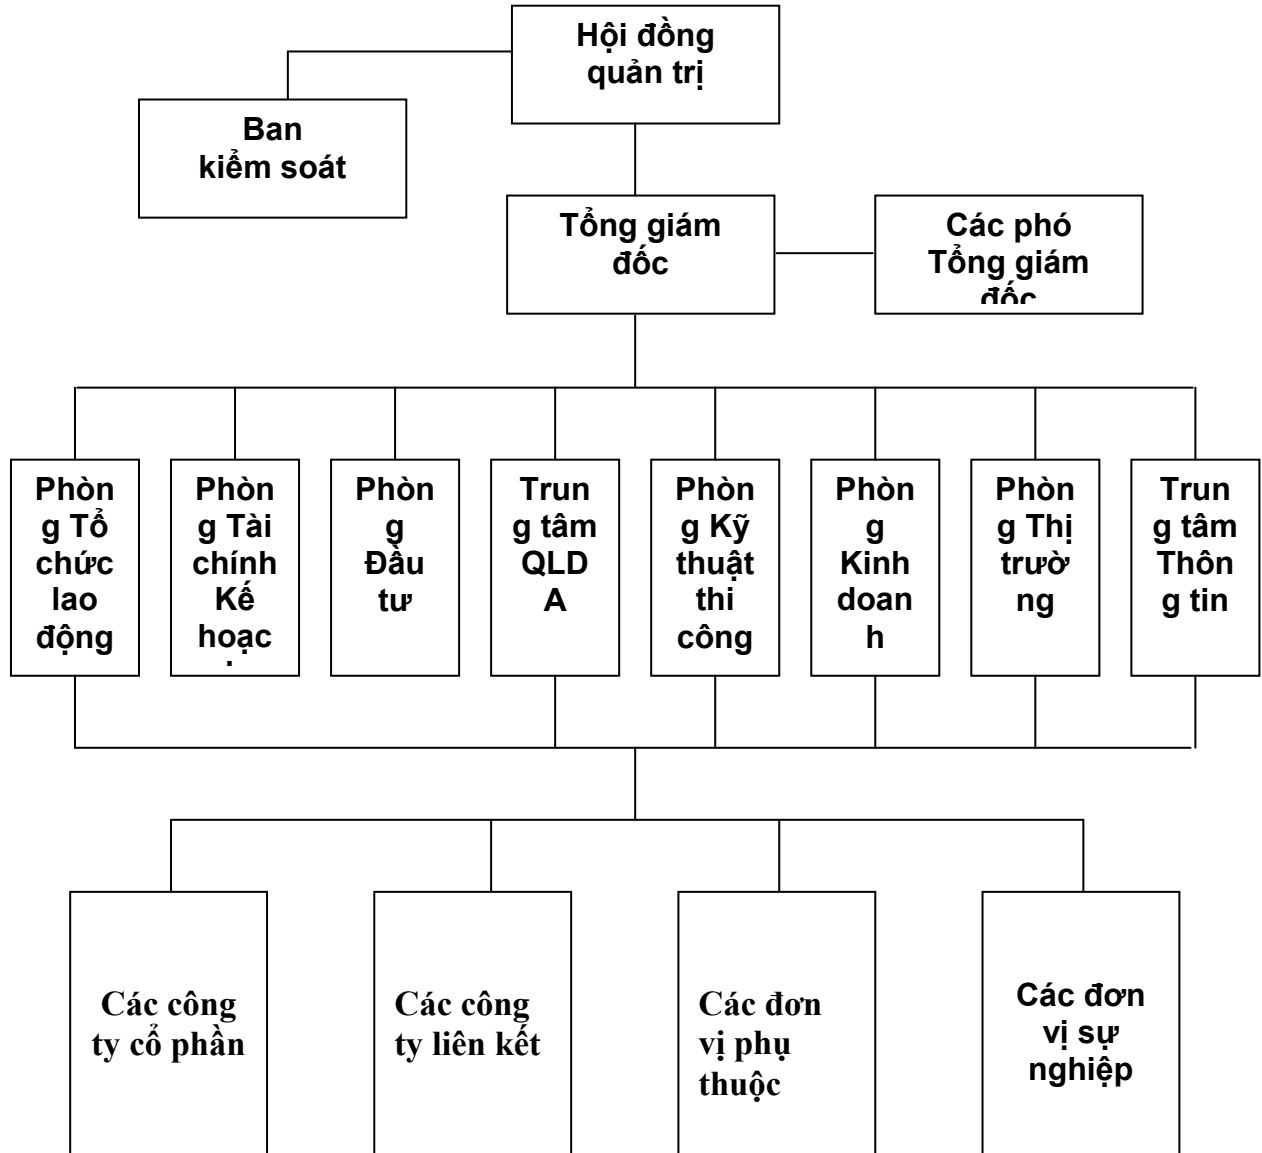 Hội đồng
quản trị
Ban
kiểm soát
Tổng giám
đốc
Các phó
Tổng giám
đốc
Phòn
g Tổ
chức
lao
động
Phòn
g Tài
chính
Kế
hoạc
Phòn
g
Đầu
tư
Trun
g tâm
QLD
A
Phòn
g Kỹ
thuật
thi
công
Phòn
g
Kinh
doan
h
Phòn
g Thị
trườ
ng
Trun
g tâm
Thôn
g tin
Các công
ty cổ phần
Các công
ty liên kết
Các đơn
vị phụ
thuộc
Các đơn
vị sự
nghiệp